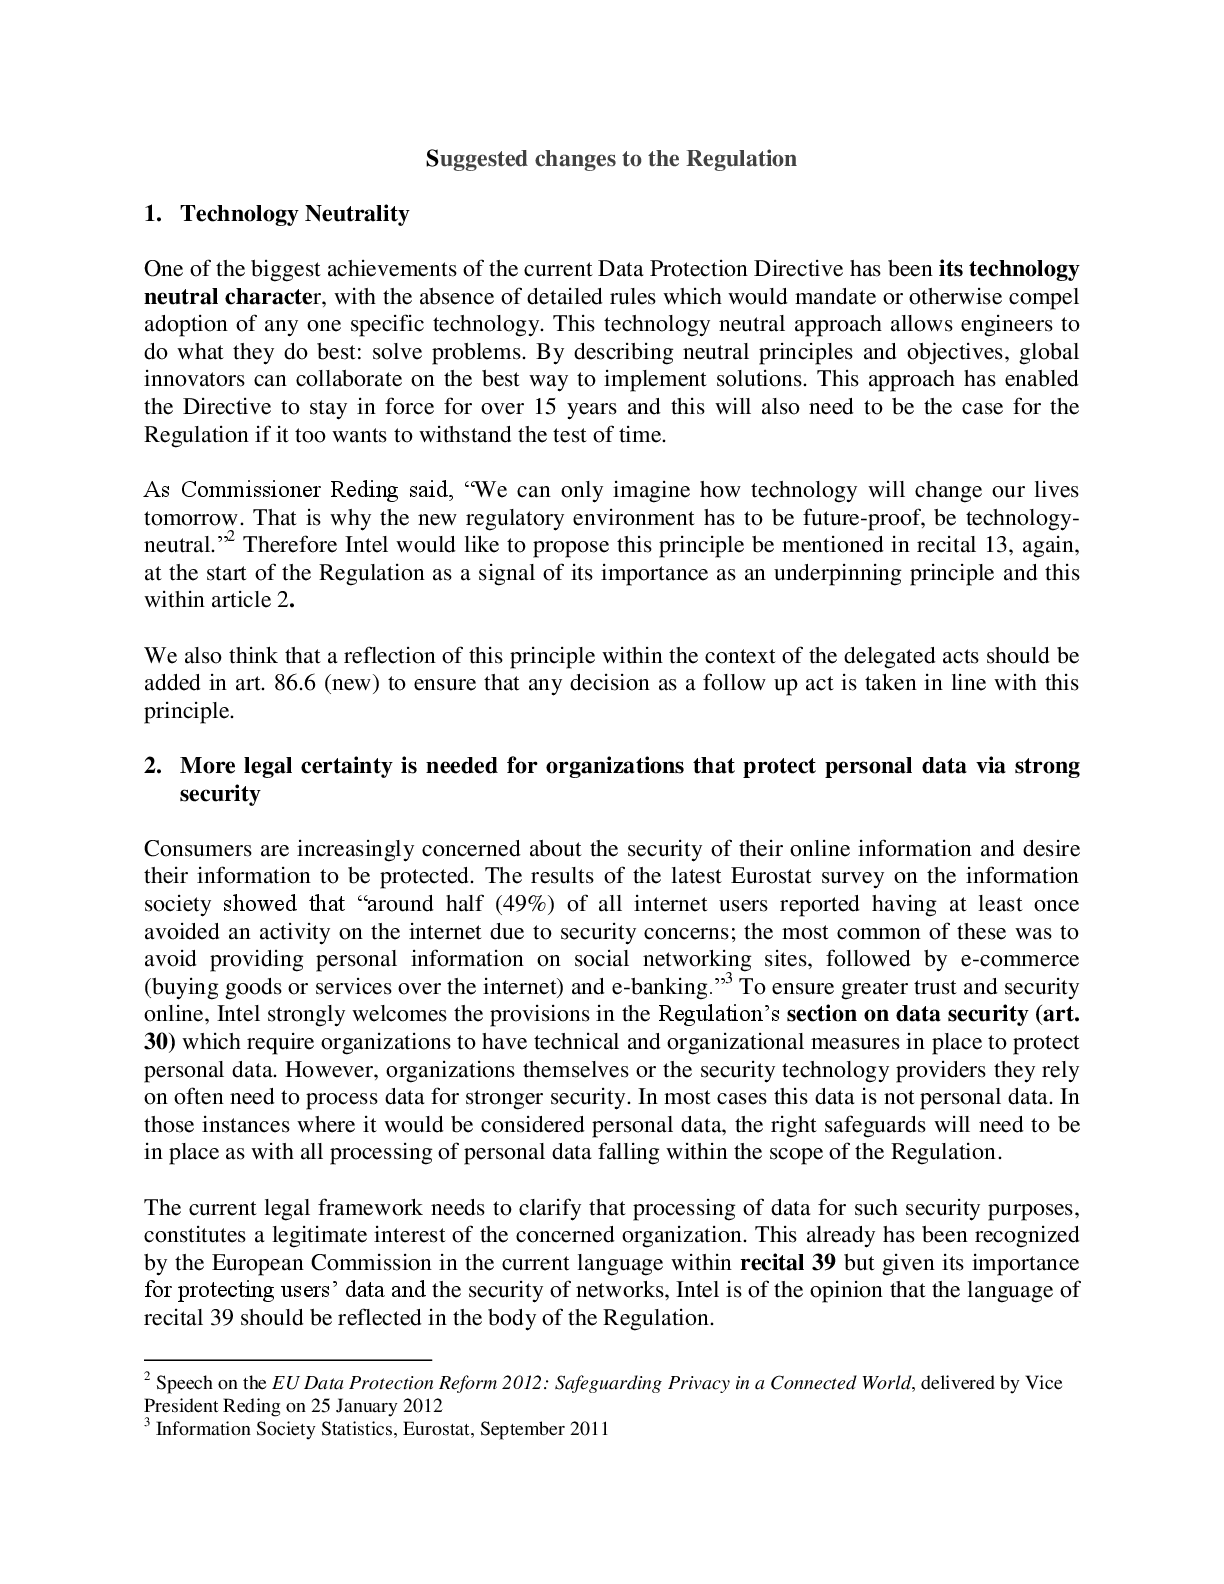 Suggested changes to the Regulation
1. Technology Neutrality
One of the biggest achievements of the current Data Protection Directive has been its technology
neutral character, with the absence of detailed rules which would mandate or otherwise compel
adoption of any one specific technology. This technology neutral approach allows engineers to
do what they do best: solve problems. By describing neutral principles and objectives, global
innovators can collaborate on the best way to implement solutions. This approach has enabled
the Directive to stay in force for over 15 years and this will also need to be the case for the
Regulation if it too wants to withstand the test of time.
As Commissioner Reding said, “We can only imagine how technology will change our lives
tomorrow. That is why the new regulatory environment has to be future-proof, be technology-
neutral.”2 Therefore Intel would like to propose this principle be mentioned in recital 13, again,
at the start of the Regulation as a signal of its importance as an underpinning principle and this
within article 2.
We also think that a reflection of this principle within the context of the delegated acts should be
added in art. 86.6 (new) to ensure that any decision as a follow up act is taken in line with this
principle.
2. More legal certainty is needed for organizations that protect personal data via strong
security
Consumers are increasingly concerned about the security of their online information and desire
their information to be protected. The results of the latest Eurostat survey on the information
society showed that “around half (49%) of all internet users reported having at least once
avoided an activity on the internet due to security concerns; the most common of these was to
avoid providing personal information on social networking sites, followed by e-commerce
(buying goods or services over the internet) and e-banking.”3 To ensure greater trust and security
online, Intel strongly welcomes the provisions in the Regulation’s section on data security (art.
30) which require organizations to have technical and organizational measures in place to protect
personal data. However, organizations themselves or the security technology providers they rely
on often need to process data for stronger security. In most cases this data is not personal data. In
those instances where it would be considered personal data, the right safeguards will need to be
in place as with all processing of personal data falling within the scope of the Regulation.
The current legal framework needs to clarify that processing of data for such security purposes,
constitutes a legitimate interest of the concerned organization. This already has been recognized
by the European Commission in the current language within recital 39 but given its importance
for protecting users’ data and the security of networks, Intel is of the opinion that the language of
recital 39 should be reflected in the body of the Regulation.
2 Speech on the EU Data Protection Reform 2012: Safeguarding Privacy in a Connected World, delivered by Vice
President Reding on 25 January 2012
3 Information Society Statistics, Eurostat, September 2011